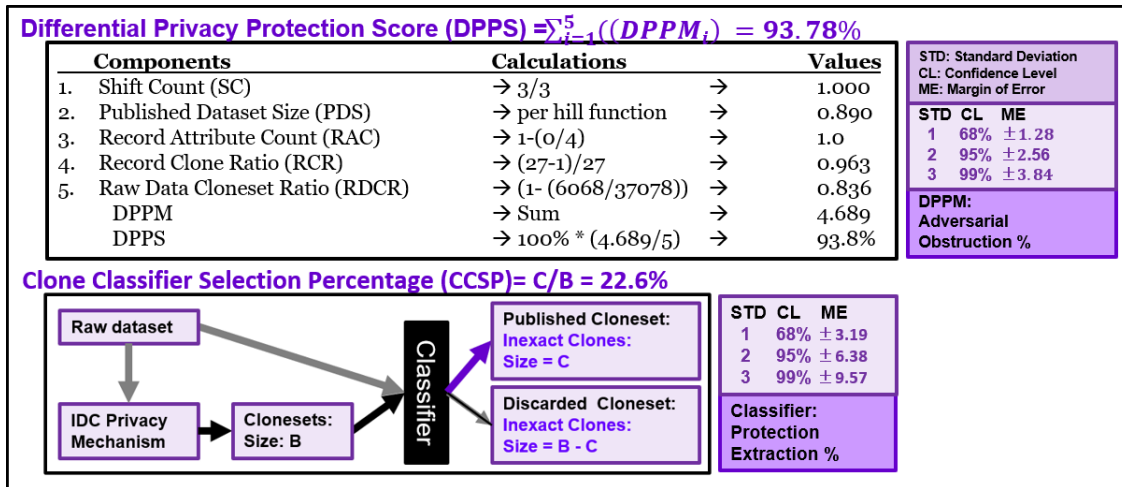 Differential Privacy Protection Score (DPPS) =∑⁵ᵢ₋₁((DPPMᵢ) = 93.78%
Components Calculations Values
1. Shift Count (SC) → 3/3 → 1.000
2. Published Dataset Size (PDS) → per hill function → 0.890
3. Record Attribute Count (RAC) → 1-(0/4) → 1.0
4. Record Clone Ratio (RCR) → (27-1)/27 → 0.963
5. Raw Data Cloneset Ratio (RDCR) → (1- (6068/37078)) → 0.836
DPPM → Sum → 4.689
DPPS → 100% * (4.689/5) → 93.8%
STD: Standard Deviation
CL: Confidence Level
ME: Margin of Error
STD CL ME
1 68% ±1.28
2 95% ±2.56
3 99% ±3.84
DPPM:
Adversarial
Obstruction %
Clone Classifier Selection Percentage (CCSP)= C/B = 22.6%
Raw dataset
IDC Privacy
Mechanism
Clonesets:
Size: B
Classifier
Published Cloneset:
Inexact Clones:
Size = C
Discarded Cloneset:
Inexact Clones:
Size = B - C
STD CL ME
1 68% ±3.19
2 95% ±6.38
3 99% ±9.57
Classifier:
Protection
Extraction %